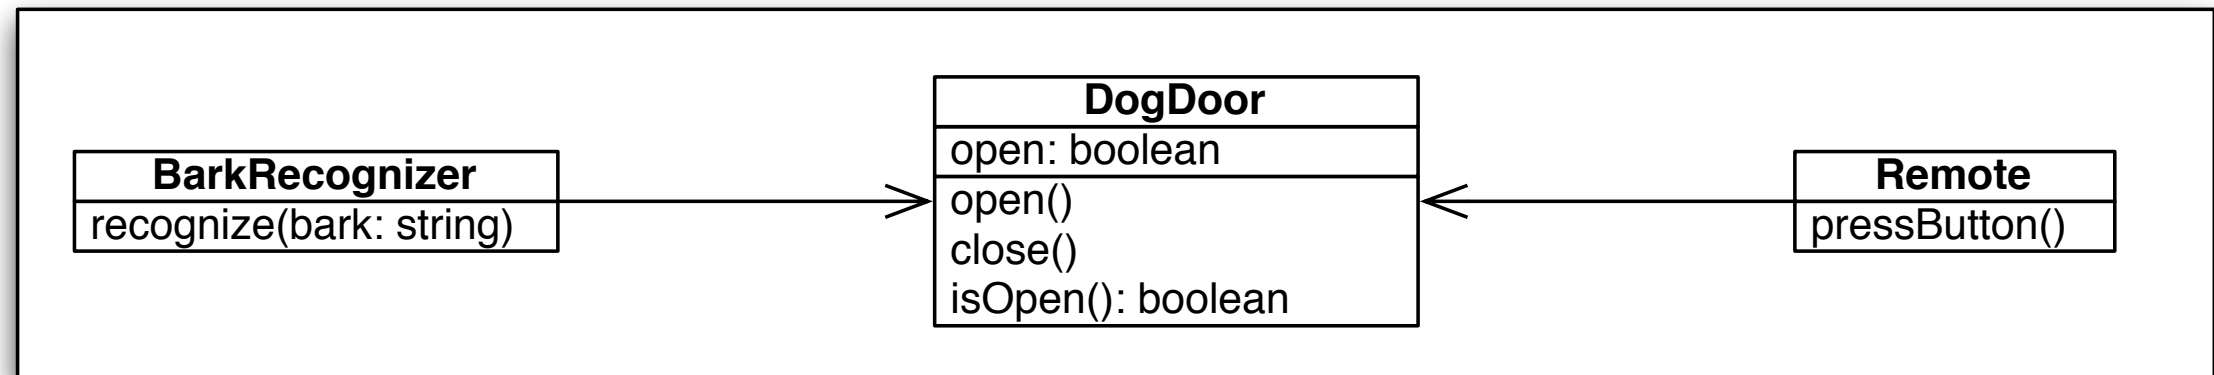 BarkRecognizer
recognize(bark: string)
DogDoor
open: boolean
open()
close()
isOpen(): boolean
Remote
pressButton()